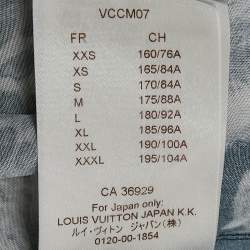 VCCM07
FR CH
XXS 160/76A
XS 165/84A
S 170/84A
M 175/88A
L 180/92A
XL 185/96A
XXL 190/100A
XXXL 195/104A
CA 36929
For Japan only:
LOUIS VUITTON JAPAN K.K.
ルイ・ヴィトン ジャパン(株)
0120-00-1854